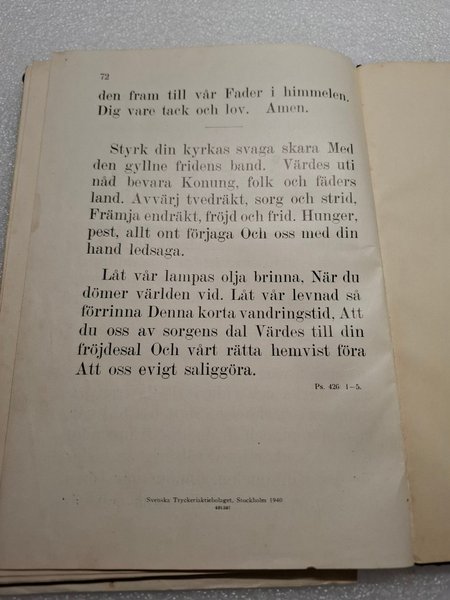 72
den fram till vår Fader i himmelen.
Dig vare tack och lov. Amen.
Styrk din kyrkas svaga skara Med
den gyllne fridens band. Värdes uti
nåd bevara Konung, folk och fäders
land. Avvärj tvedräkt, sorg och strid,
Främja endräkt, fröjd och frid. Hunger,
pest, allt ont förjaga Och oss med din
hand ledsaga.
Låt vår lampas olja brinna, När du
dömer världen vid. Låt vår levnad så
förrinna Denna korta vandringstid, Att
du oss av sorgens dal Värdes till din
fröjdesal Och vårt rätta hemvist föra
Att oss evigt saliggöra.
Ps. 426 1–5.
Svenska Tryckeriaktiebolaget, Stockholm 1940